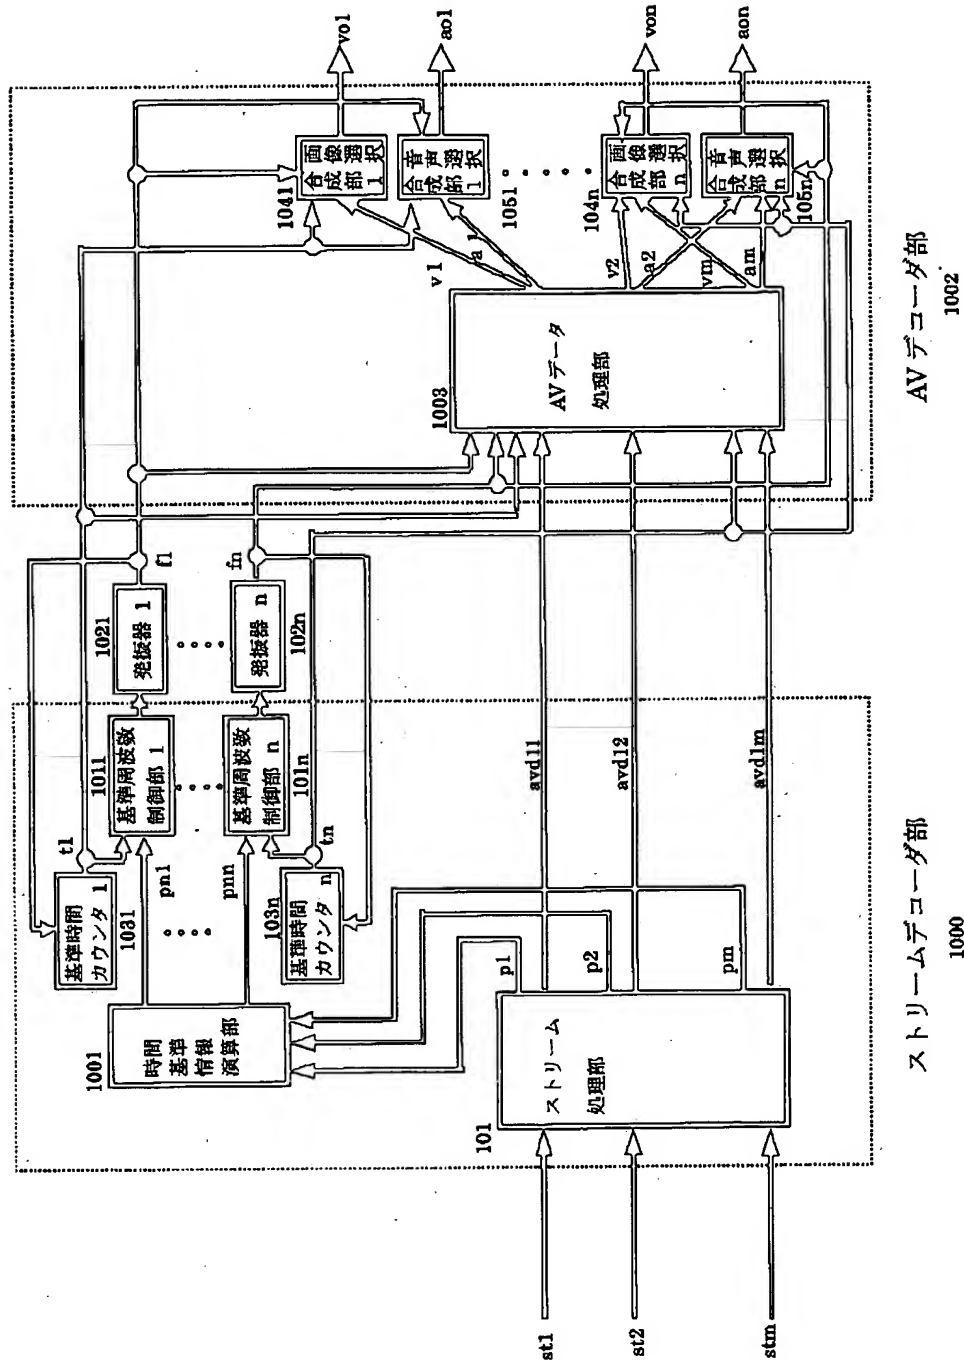 st1
st2
stm
101
ストリーム
処理部
p1
p2
pm
1001
時間
基準
情報
演算部
pn1
pnn
基準時間
カウンタ 1
1031
基準時間
カウンタ n
103n
t1
tn
1011
基準周波数
制御部 1
基準周波数
制御部 n
101n
1021
発振器 1
発振器 n
102n
f1
fn
avd11
avd12
avd1m
1003
AVデータ
処理部
v1
a1
v2
a2
vm
am
1041
画像選択
合成部 1
音声選択
合成部 1
1051
104n
画像選択
合成部 n
音声選択
合成部 n
105n
vo1
ao1
von
aon
ストリームデコーダ部
1000
AVデコーダ部
1002